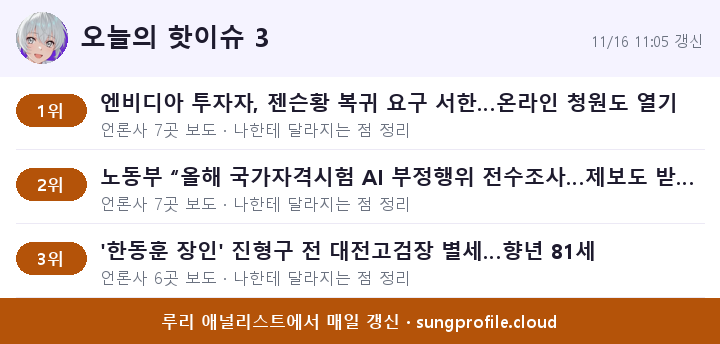 오늘의 핫이슈 3
11/16 11:05 갱신
1위
엔비디아 투자자, 젠슨황 복귀 요구 서한...온라인 청원도 열기
언론사 7곳 보도 · 나한테 달라지는 점 정리
2위
노동부 “올해 국가자격시험 AI 부정행위 전수조사...제보도 받...
언론사 7곳 보도 · 나한테 달라지는 점 정리
3위
'한동훈 장인' 진형구 전 대전고검장 별세...향년 81세
언론사 6곳 보도 · 나한테 달라지는 점 정리
루리 애널리스트에서 매일 갱신 · sungprofile.cloud